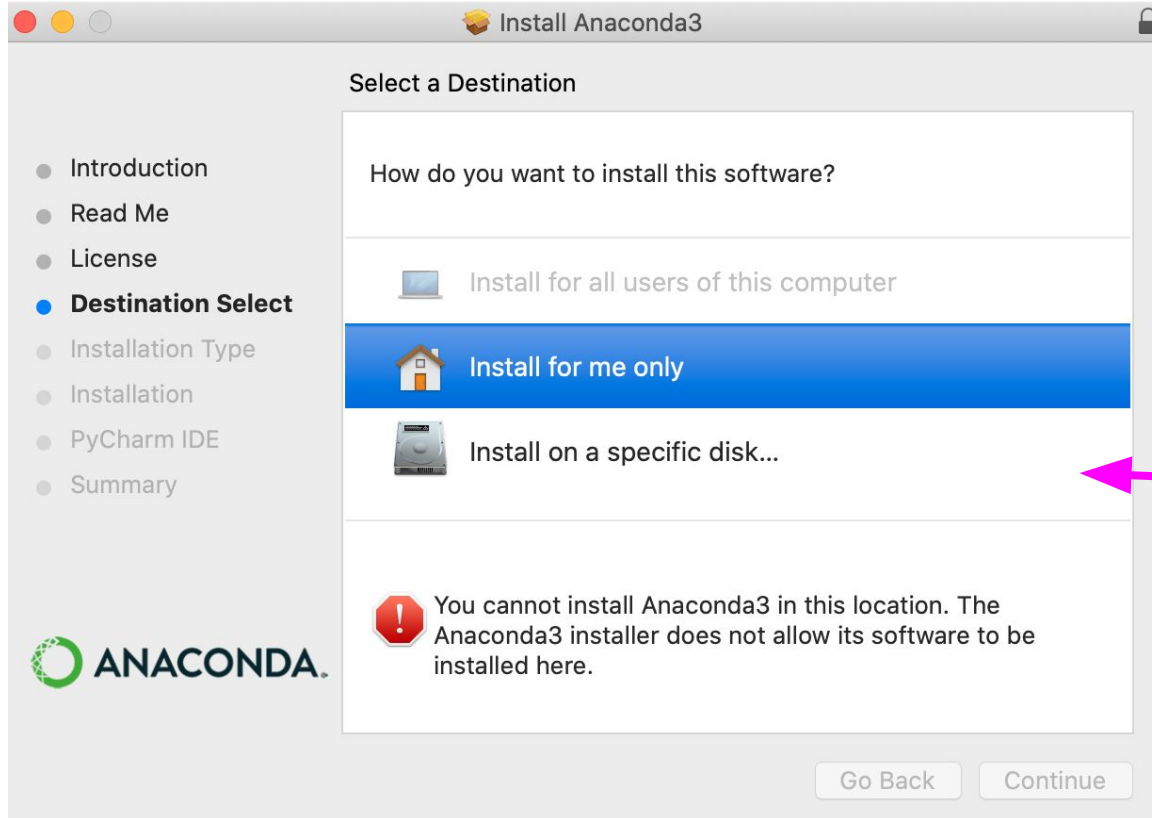 Install Anaconda3
Select a Destination
Introduction
Read Me
License
Destination Select
Installation Type
Installation
PyCharm IDE
Summary
How do you want to install this software?
Install for all users of this computer
Install for me only
Install on a specific disk...
You cannot install Anaconda3 in this location. The
Anaconda3 installer does not allow its software to be
installed here.
ANACONDA.
Go Back
Continue